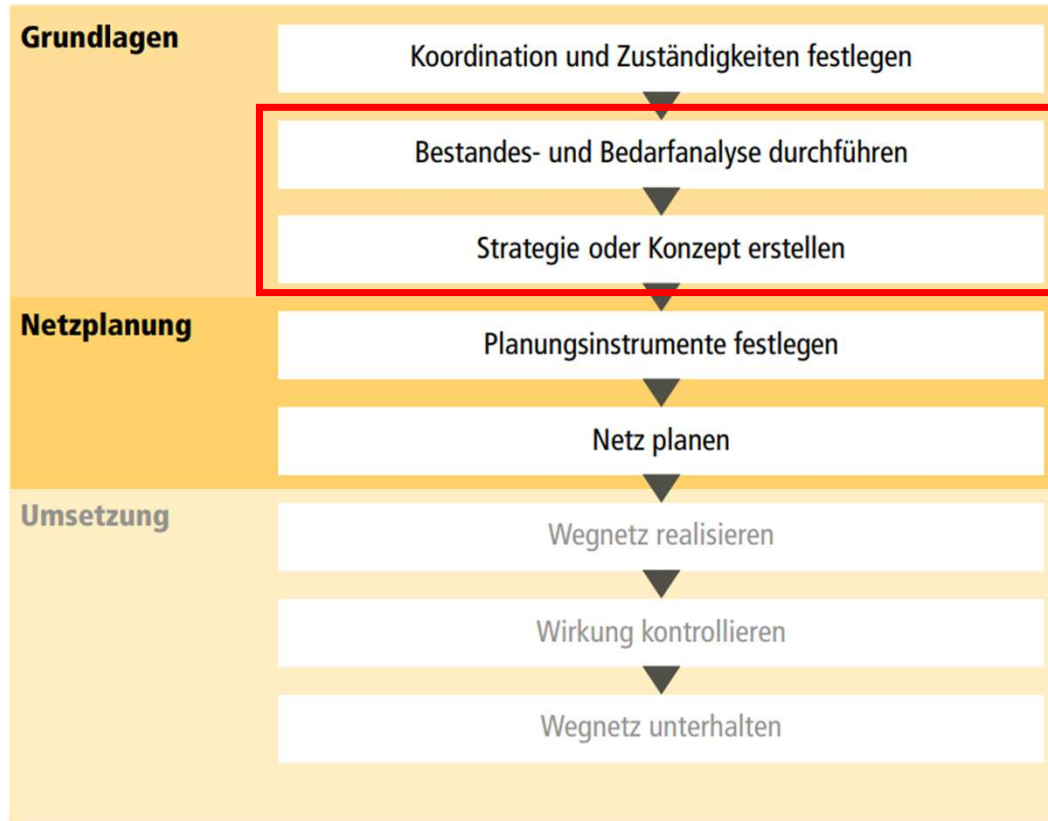 Grundlagen
Koordination und Zuständigkeiten festlegen
Bestandes- und Bedarfanalyse durchführen
Strategie oder Konzept erstellen
Netzplanung
Planungsinstrumente festlegen
Netz planen
Umsetzung
Wegnetz realisieren
Wirkung kontrollieren
Wegnetz unterhalten